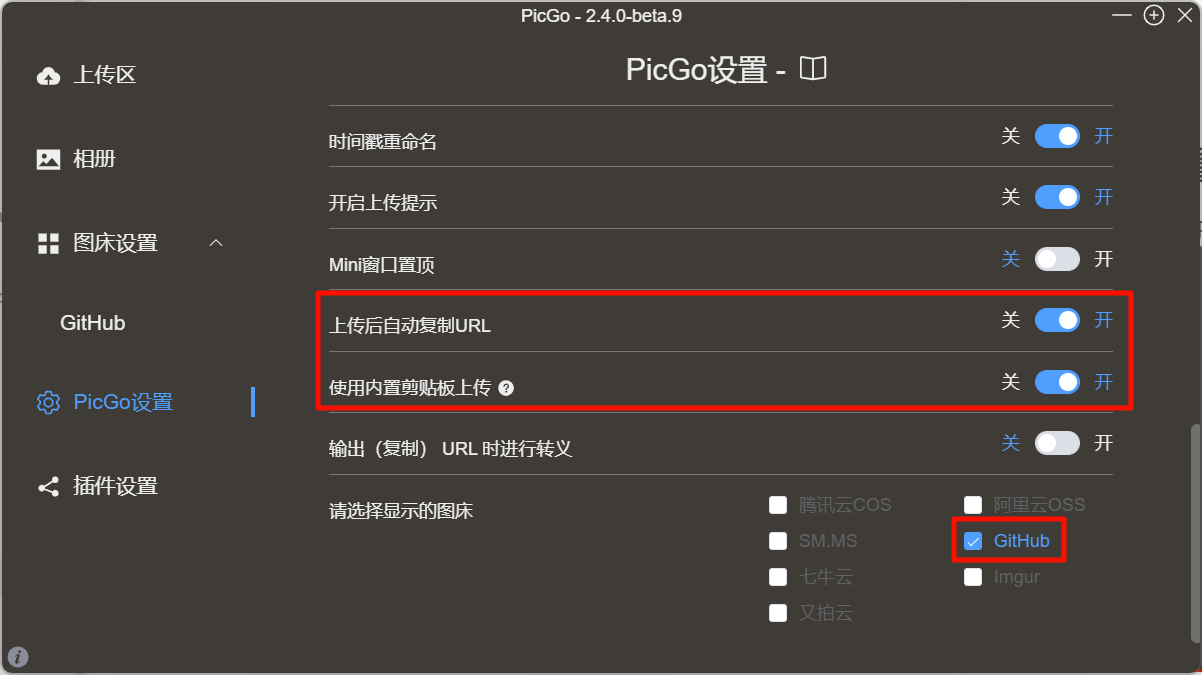 PicGo - 2.4.0-beta.9
上传区
相册
图床设置
GitHub
PicGo设置
插件设置
PicGo设置 -
时间戳重命名 关 开
开启上传提示 关 开
Mini窗口置顶 关 开
上传后自动复制URL 关 开
使用内置剪贴板上传 ? 关 开
输出（复制） URL 时进行转义 关 开
请选择显示的图床
腾讯云COS 阿里云OSS
SM.MS GitHub
七牛云 Imgur
又拍云
i